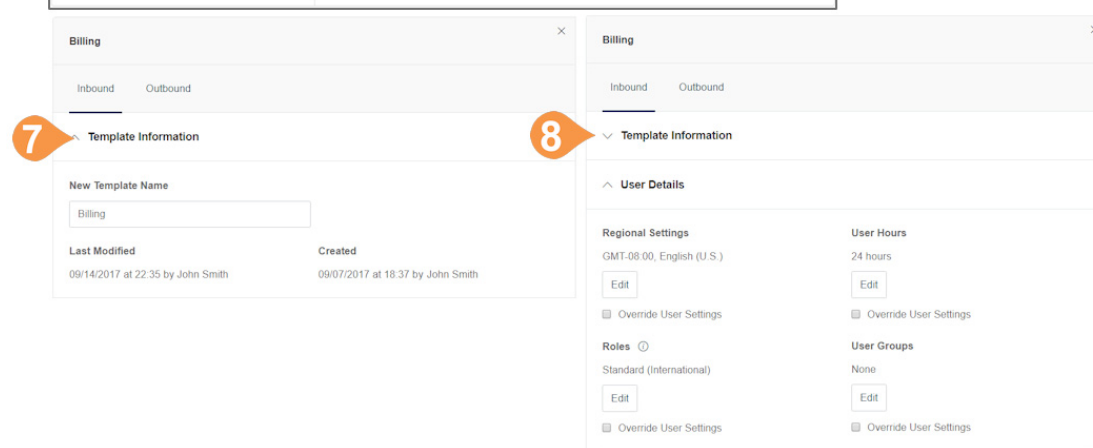 Billing
Inbound Outbound
7
Template Information
New Template Name
Billing
Last Modified Created
09/14/2017 at 22:35 by John Smith 09/07/2017 at 18:37 by John Smith
Billing
Inbound Outbound
8
Template Information
User Details
Regional Settings User Hours
GMT-08:00, English (U.S.) 24 hours
Edit Edit
Override User Settings Override User Settings
Roles User Groups
Standard (International) None
Edit Edit
Override User Settings Override User Settings